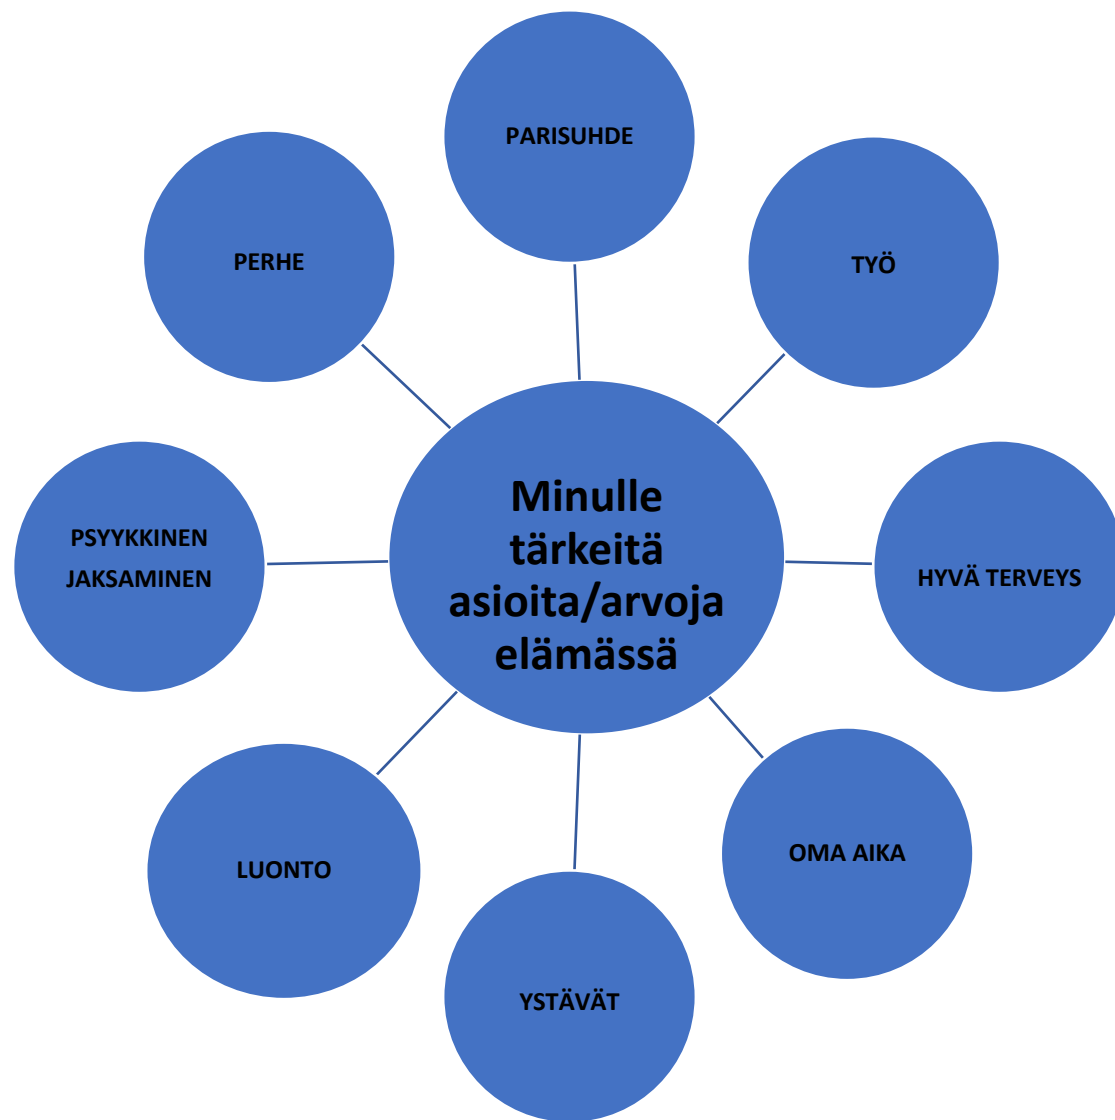 PARISUHDE
PERHE
TYÖ
Minulle
tärkeitä
asioita/arvoja
elämässä
PSYYKKINEN
JAKSAMINEN
HYVÄ TERVEYS
LUONTO
OMA AIKA
YSTÄVÄT